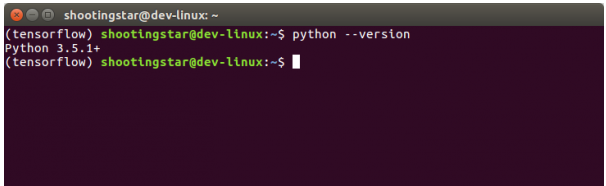 shootingstar@dev-linux: ~
(tensorflow) shootingstar@dev-linux:~$ python --version
Python 3.5.1+
(tensorflow) shootingstar@dev-linux:~$